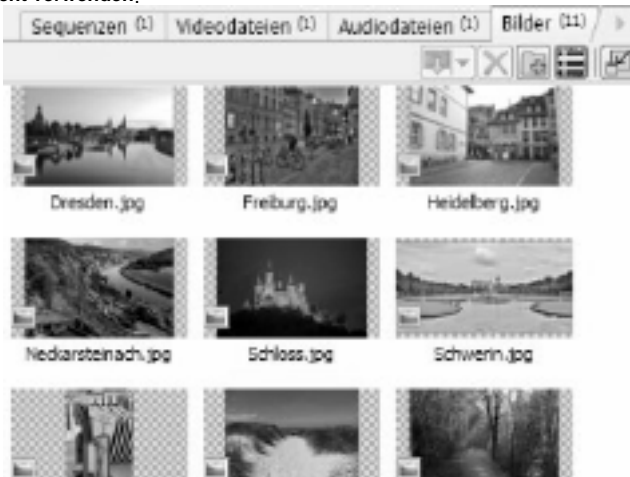 Sequenzen (1) Videodateien (1) Audiodateien (1) Bilder (11)
Dresden.jpg Freiburg.jpg Heidelberg.jpg
Neckarsteinach.jpg Schloss.jpg Schwerin.jpg